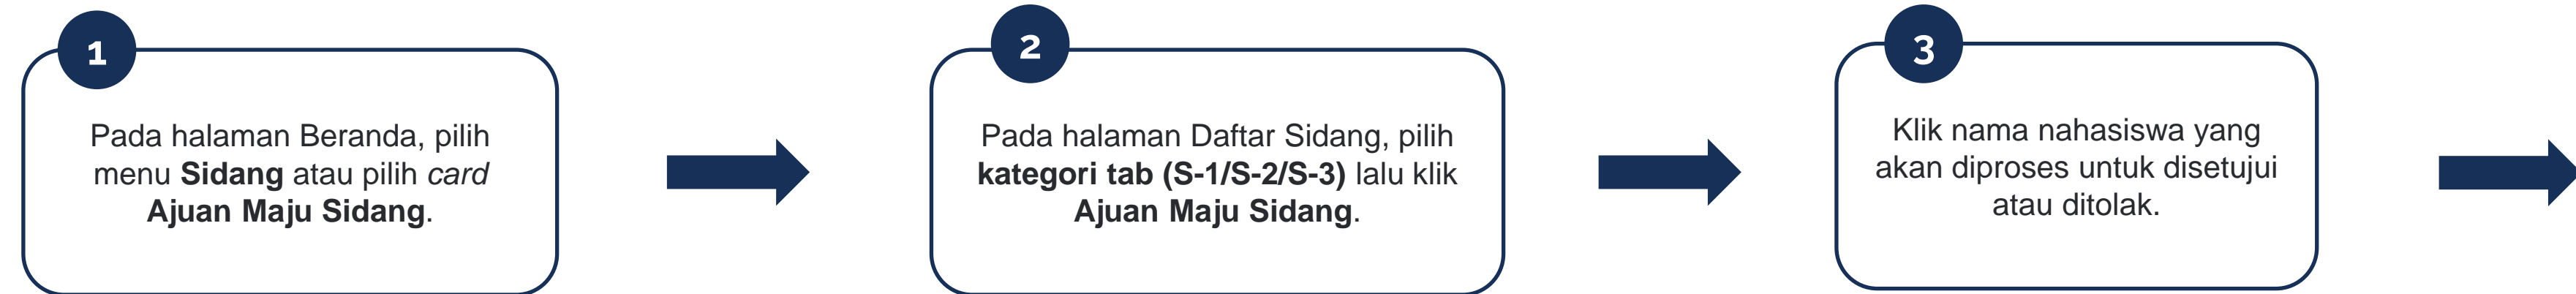 1
Pada halaman Beranda, pilih
menu Sidang atau pilih card
Ajuan Maju Sidang.
2
Pada halaman Daftar Sidang, pilih
kategori tab (S-1/S-2/S-3) lalu klik
Ajuan Maju Sidang.
3
Klik nama nahasiswa yang
akan diproses untuk disetujui
atau ditolak.